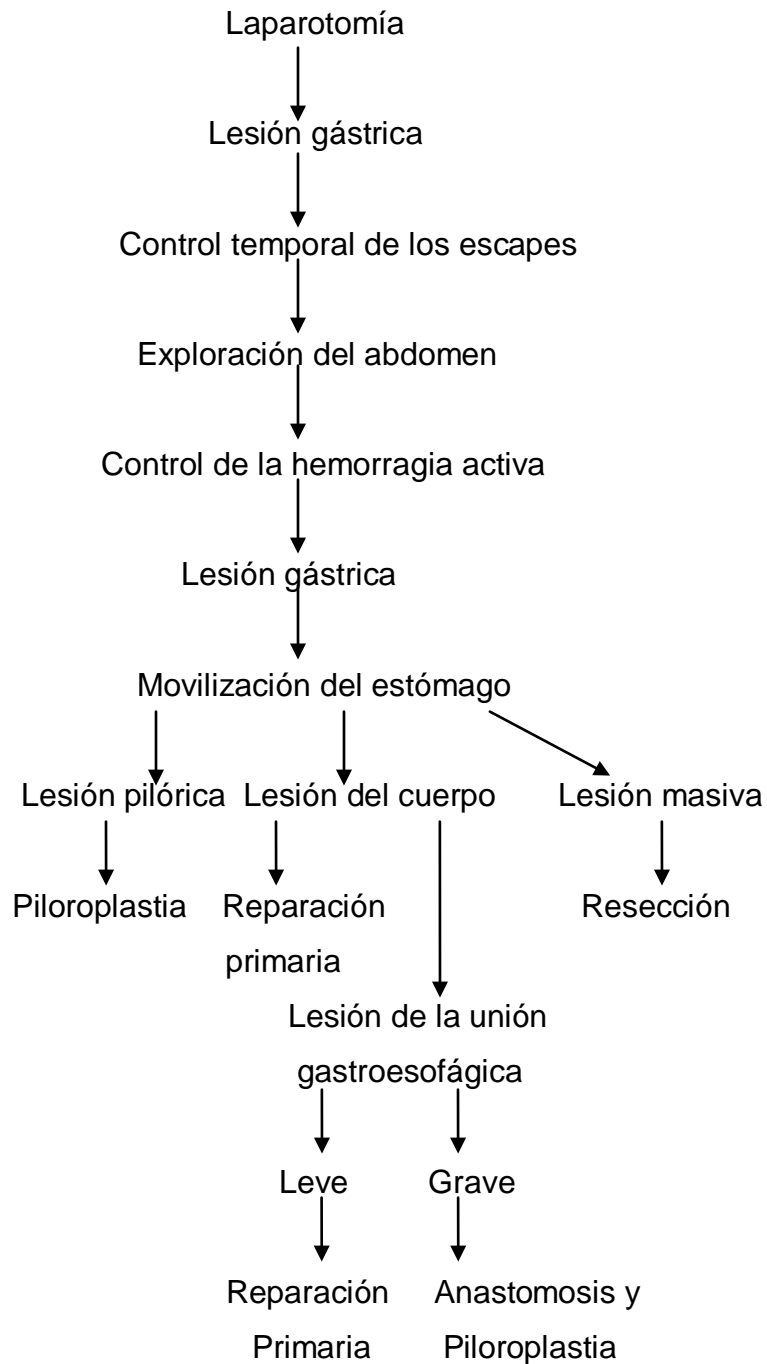 Laparotomía
Lesión gástrica
Control temporal de los escapes
Exploración del abdomen
Control de la hemorragia activa
Lesión gástrica
Movilización del estómago
Lesión pilórica Lesión del cuerpo Lesión masiva
Piloroplastia Reparación Resección
primaria
Lesión de la unión
gastroesofágica
Leve Grave
Reparación Anastomosis y
Primaria Piloroplastia